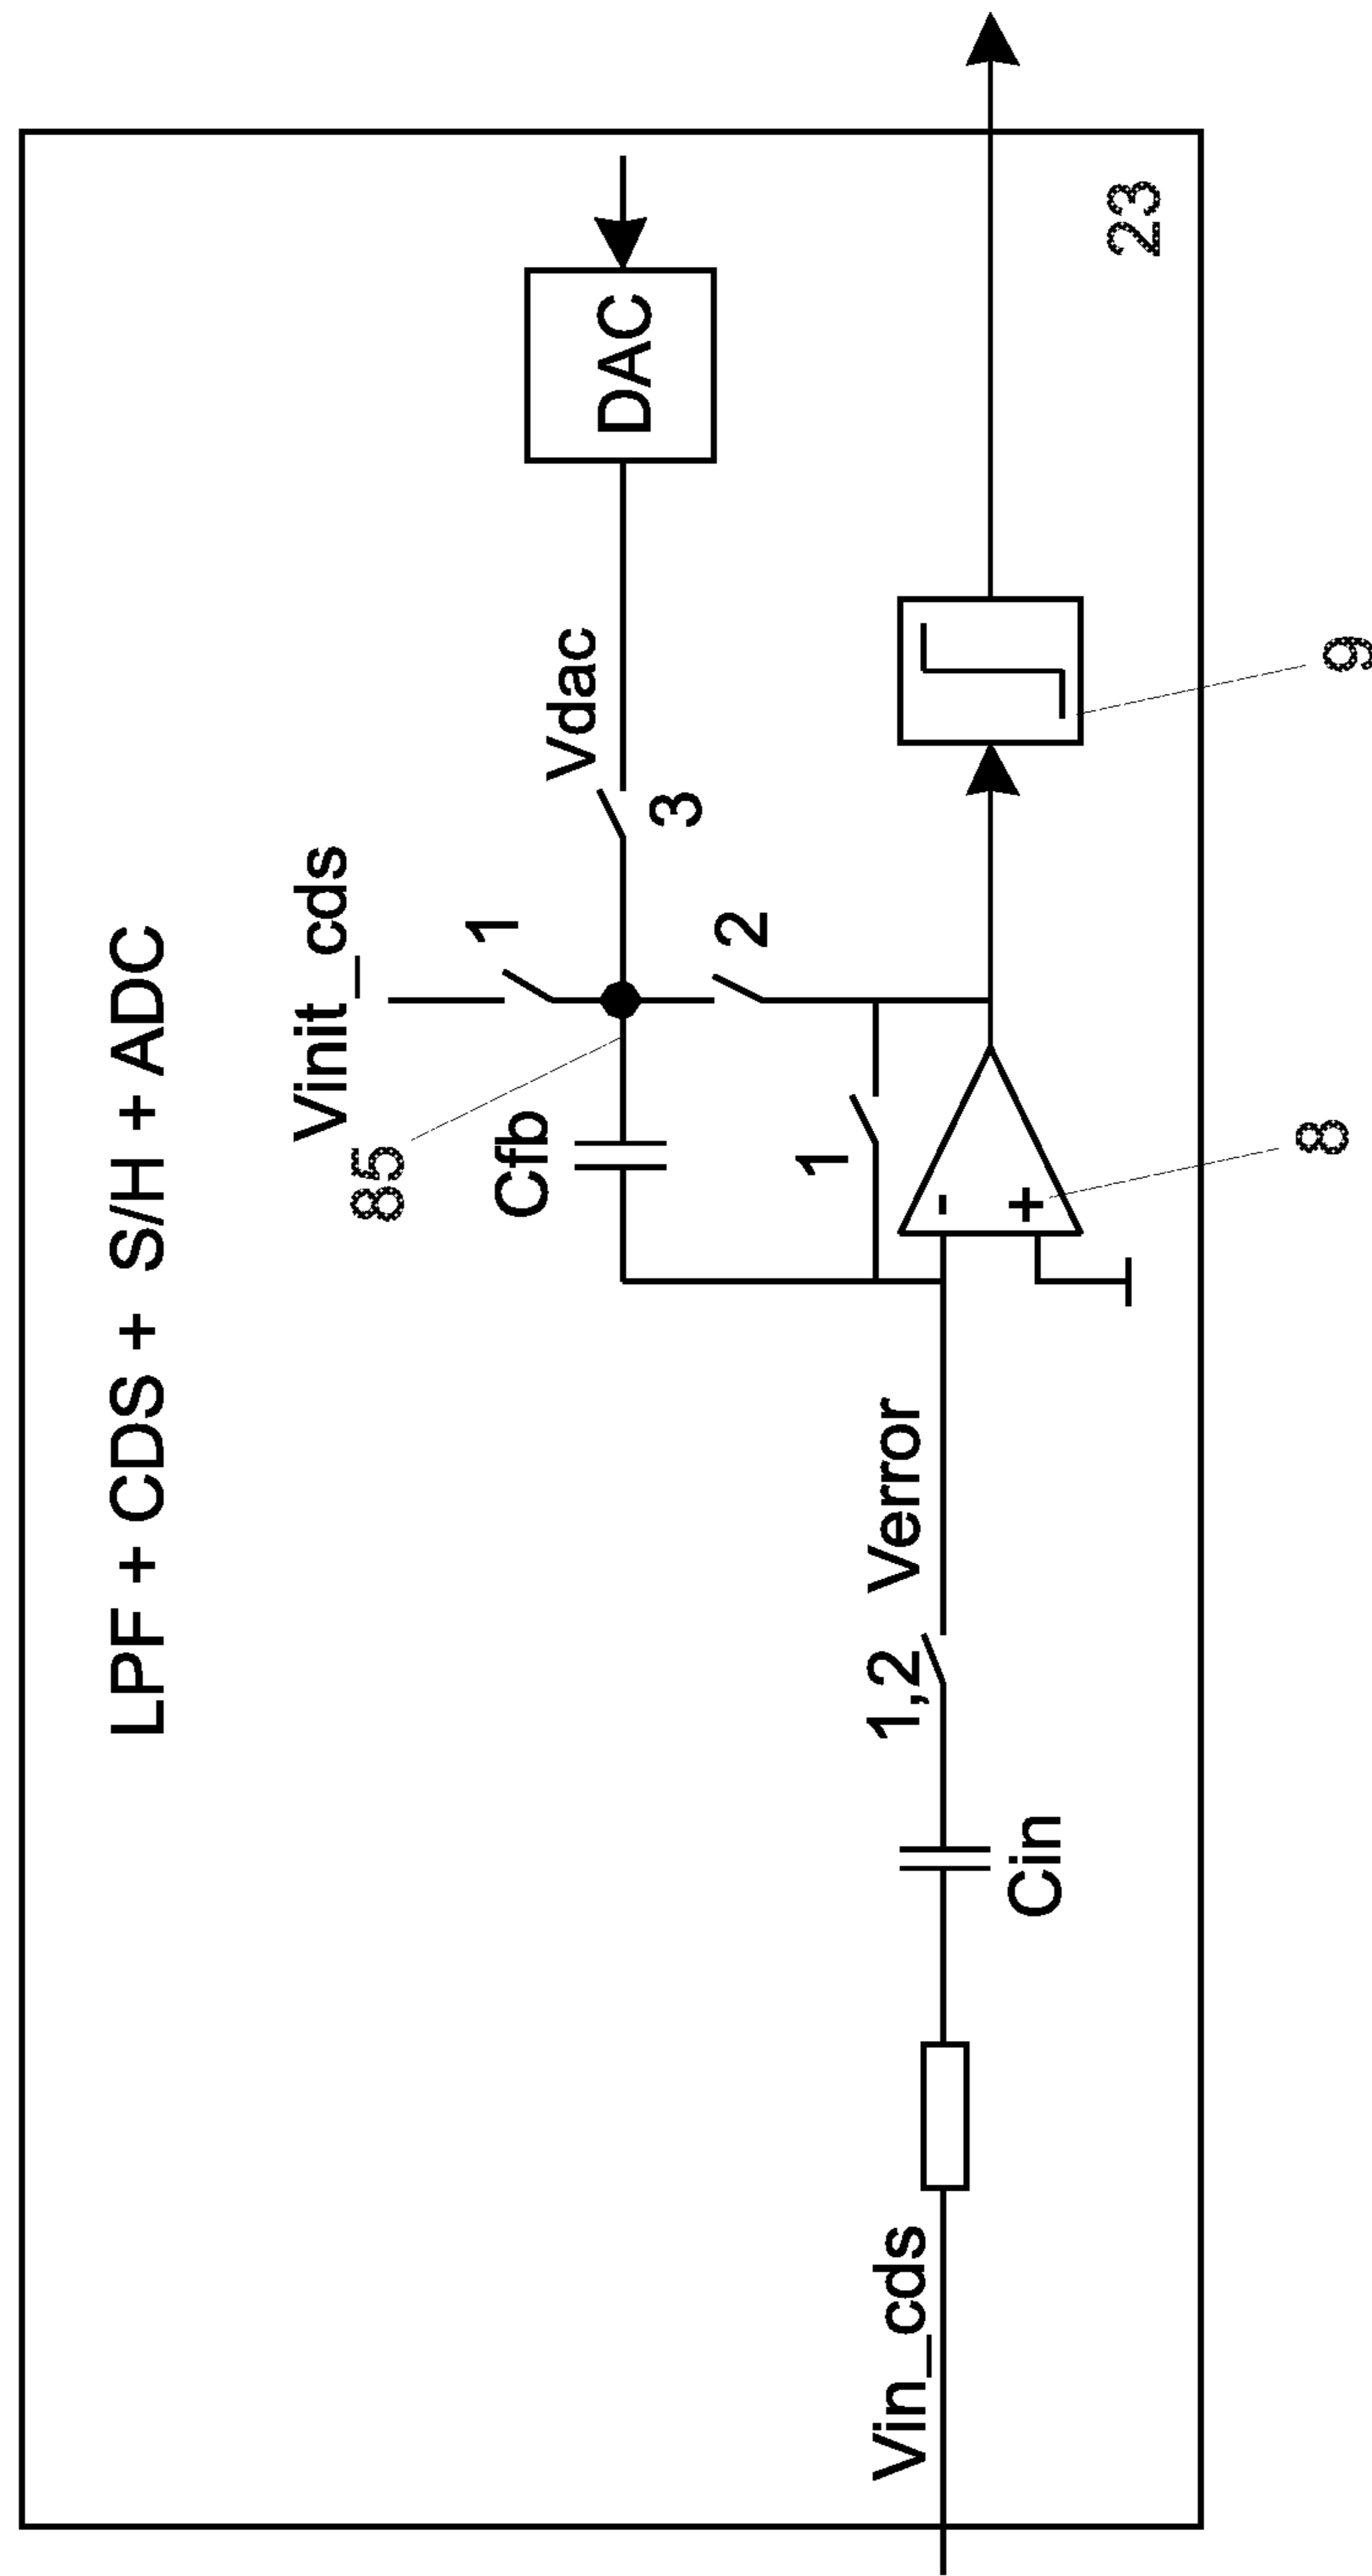 LPF + CDS + S/H + ADC
Vinit_cds
85
1
Cfb
Vdac
DAC
3
2
1
1,2
Verror
-
+
Vin_cds
Cin
23
8
9